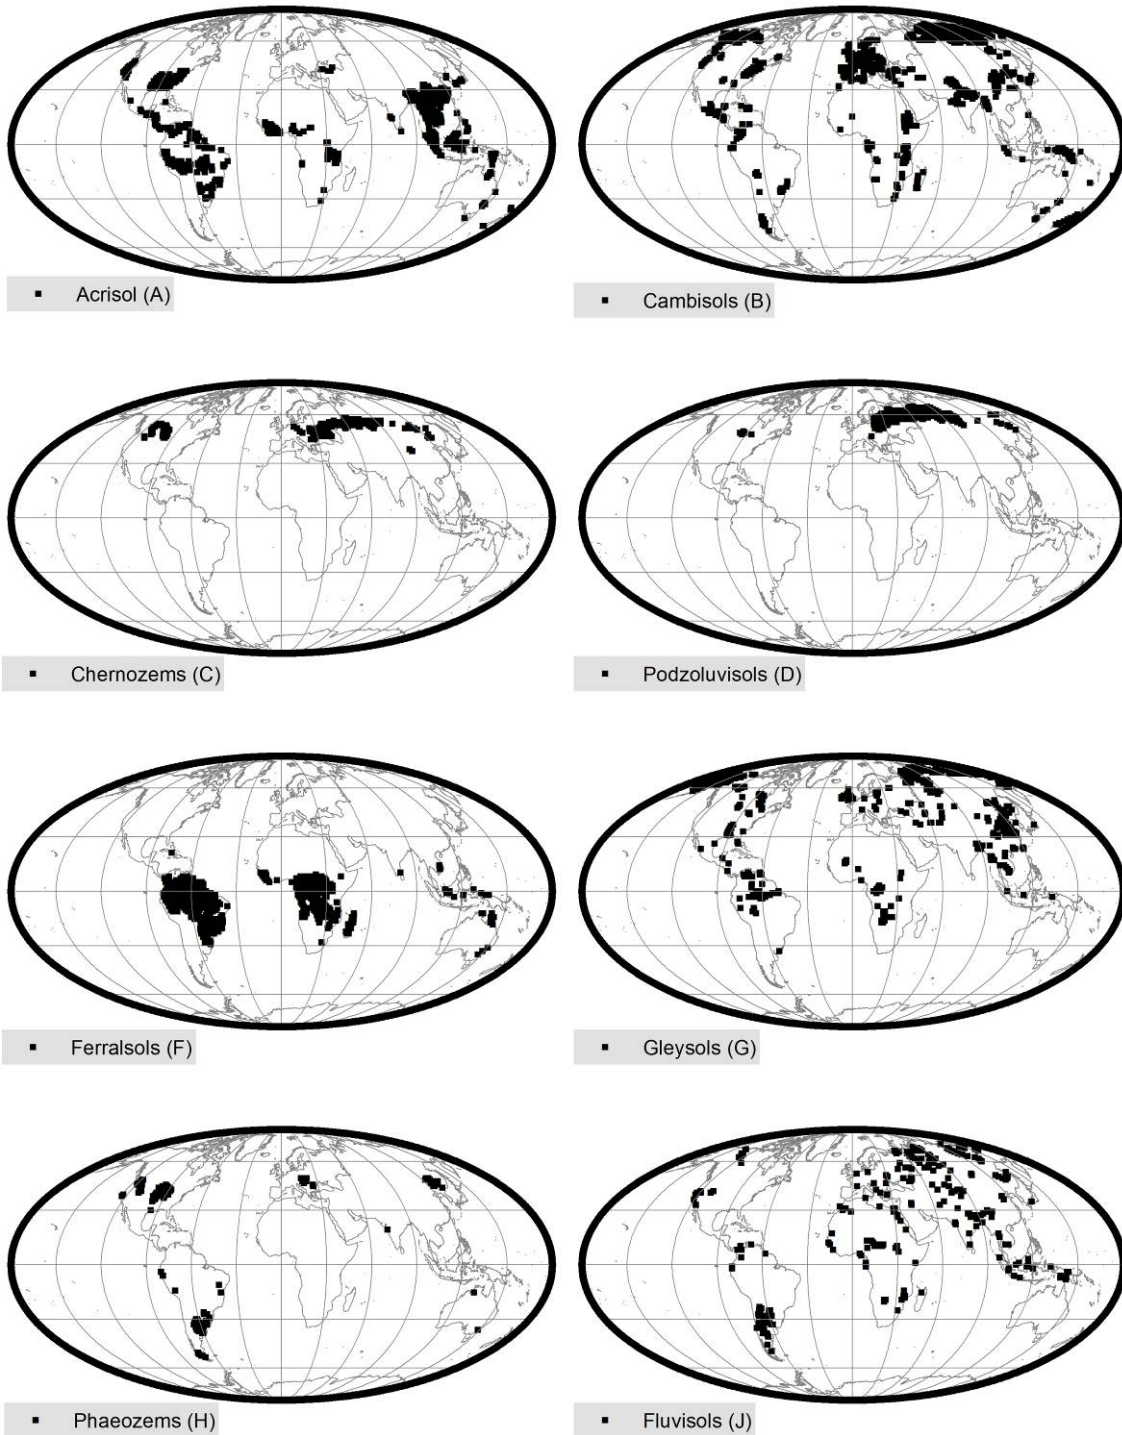 Acrisol (A)
Cambisols (B)
Chernozems (C)
Podzoluvisols (D)
Ferralsols (F)
Gleysols (G)
Phaeozems (H)
Fluvisols (J)